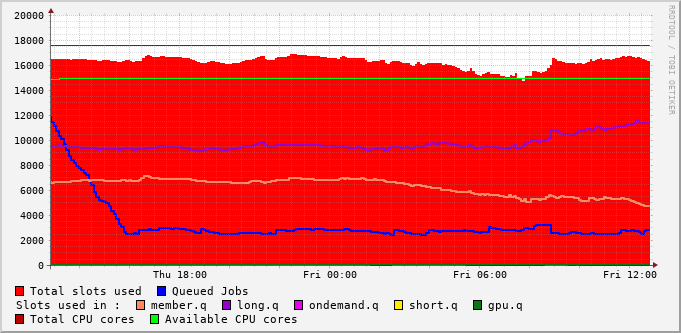 RRDTOOL / TOBI OETIKER
20000
18000
16000
14000
12000
10000
8000
6000
4000
2000
0
Thu 18:00 Fri 00:00 Fri 06:00 Fri 12:00
Total slots used Queued Jobs
Slots used in : member.q long.q ondemand.q short.q gpu.q
Total CPU cores Available CPU cores